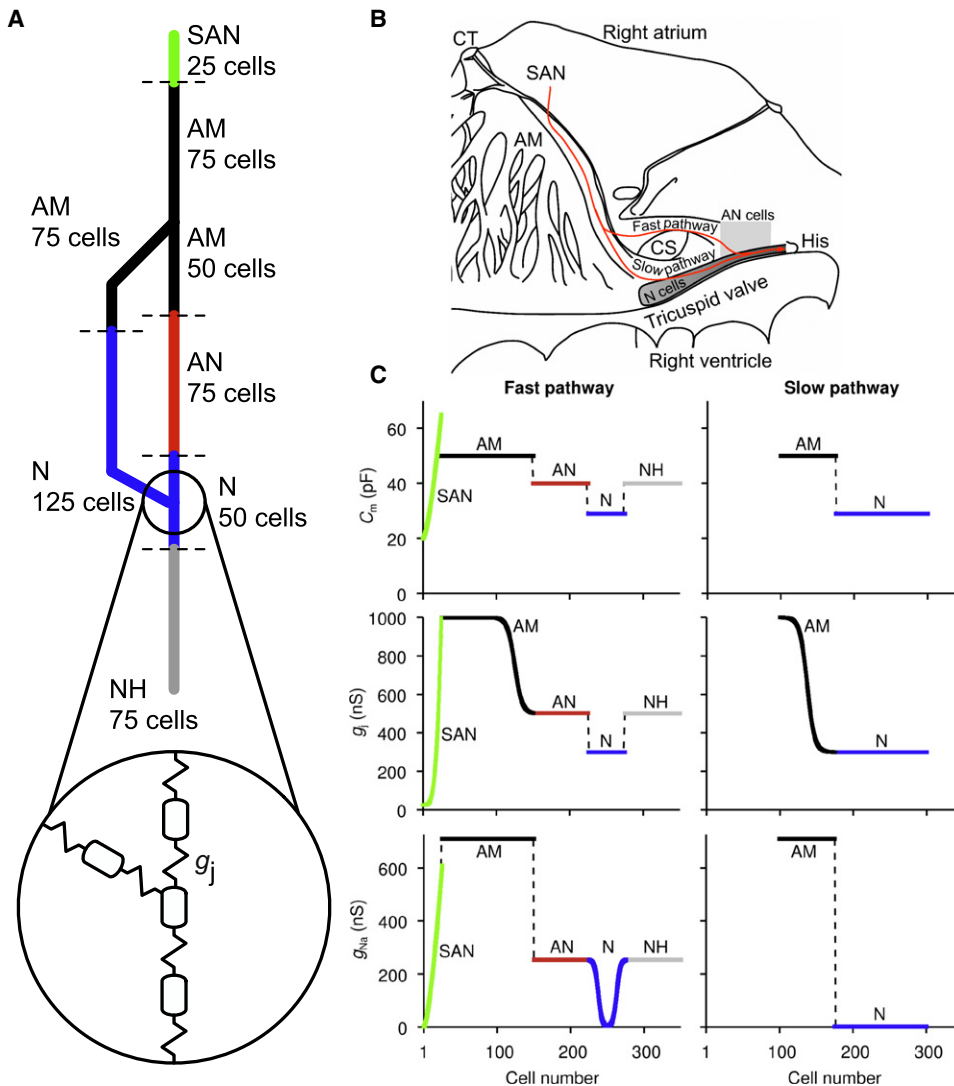 A
SAN
25 cells
AM
75 cells
AM
75 cells
AM
50 cells
AN
75 cells
N
125 cells
N
50 cells
NH
75 cells
gj
B
CT
Right atrium
SAN
AM
Fast pathway
AN cells
CS
His
Slow pathway
N cells
Tricuspid valve
Right ventricle
C
Fast pathway
Slow pathway
Cm (pF)
60
40
20
0
SAN
AM
AN
N
NH
AM
N
gj (nS)
1000
800
600
400
200
0
SAN
AM
AN
N
NH
AM
N
gNa (nS)
600
400
200
0
SAN
AM
AN
N
NH
AM
N
1
100
200
300
1
100
200
300
Cell number
Cell number